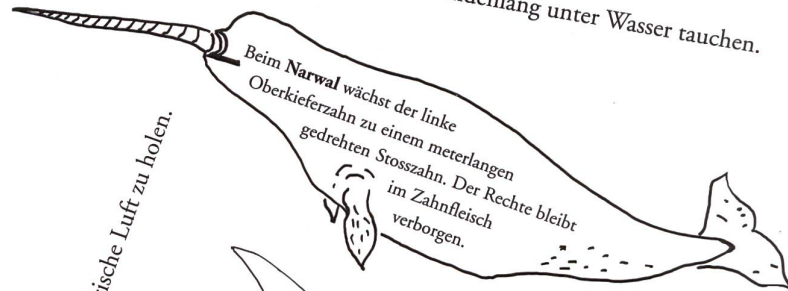 unter Wasser tauchen.
Beim Narwal wächst der linke
Oberkieferzahn zu einem meterlangen
gedrehten Stosszahn. Der Rechte bleibt
im Zahnfleisch
verborgen.
Luft zu holen.